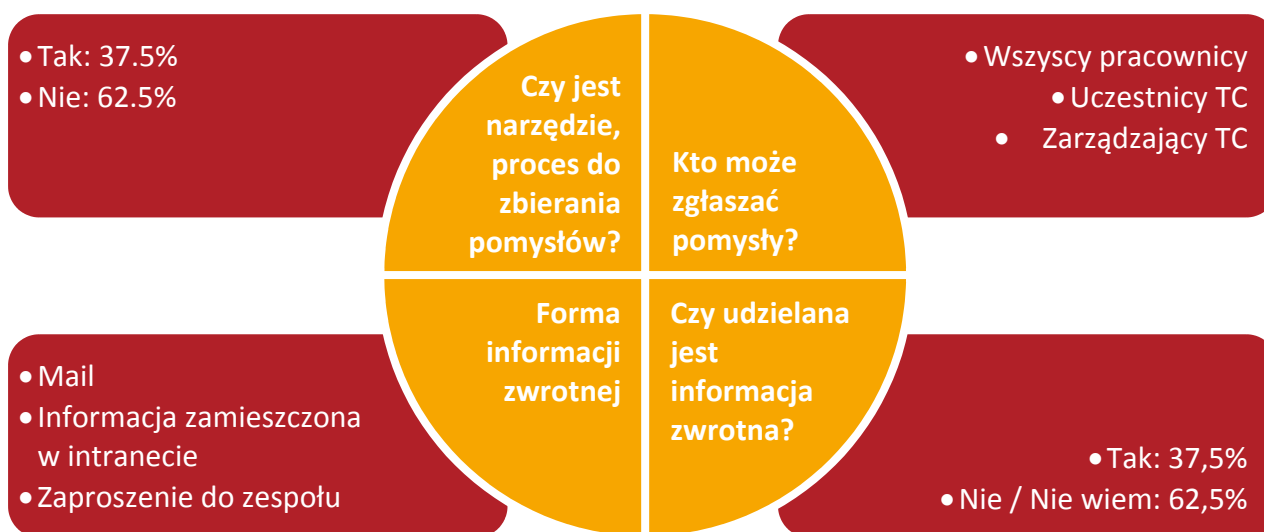 • Tak: 37.5%
• Nie: 62.5%
Czy jest
narzędzie,
proces do
zbierania
pomysłów?
Kto może
zgłaszać
pomysły?
• Wszyscy pracownicy
• Uczestnicy TC
• Zarządzający TC
• Mail
• Informacja zamieszczona
w intranecie
• Zaproszenie do zespołu
Forma
informacji
zwrotnej
Czy udzielana
jest
informacja
zwrotna?
• Tak: 37,5%
• Nie / Nie wiem: 62,5%